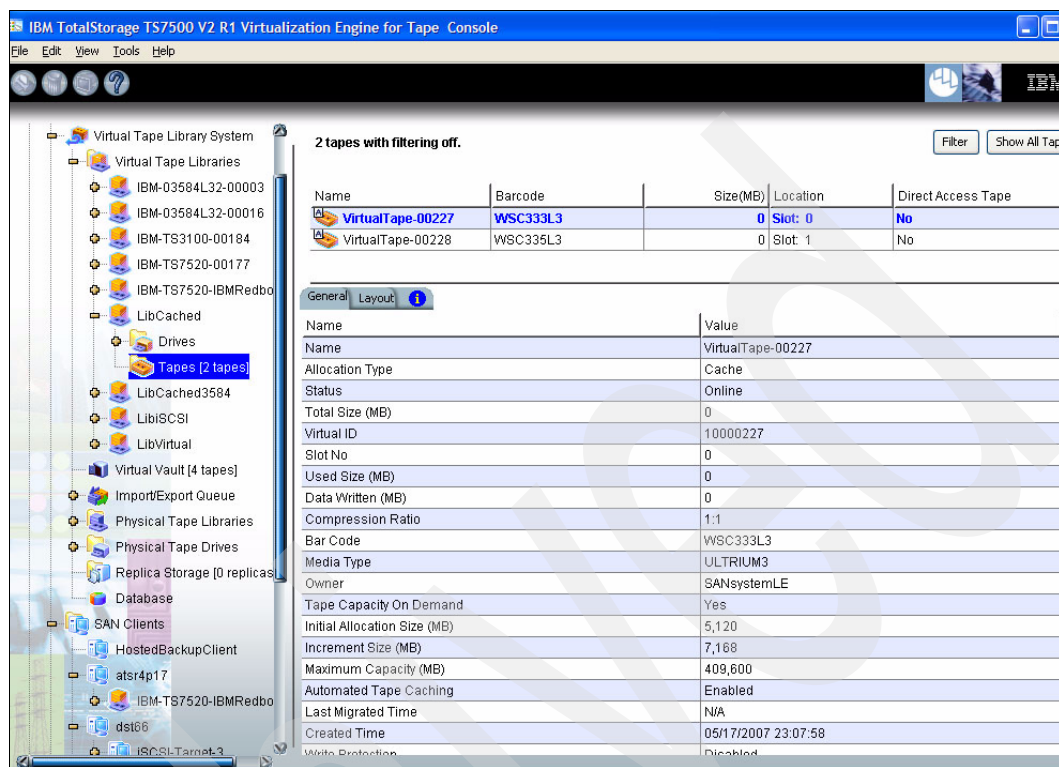 IBM TotalStorage TS7500 V2 R1 Virtualization Engine for Tape Console
File Edit View Tools Help
IBM
Virtual Tape Library System
Virtual Tape Libraries
IBM-03584L32-00003
IBM-03584L32-00016
IBM-TS3100-00184
IBM-TS7520-00177
IBM-TS7520-IBMRedbo
LibCached
Drives
Tapes [2 tapes]
LibCached3584
LibiSCSI
LibVirtual
Virtual Vault [4 tapes]
Import/Export Queue
Physical Tape Libraries
Physical Tape Drives
Replica Storage [0 replicas
Database
SAN Clients
HostedBackupClient
atsr4p17
IBM-TS7520-IBMRedbo
dst66
iSCSI-Target-3
2 tapes with filtering off.
Filter Show All Tap
Name Barcode Size(MB) Location Direct Access Tape
A VirtualTape-00227 WSC333L3 0 Slot: 0 No
A VirtualTape-00228 WSC335L3 0 Slot: 1 No
General Layout i
Name Value
Name VirtualTape-00227
Allocation Type Cache
Status Online
Total Size (MB) 0
Virtual ID 10000227
Slot No 0
Used Size (MB) 0
Data Written (MB) 0
Compression Ratio 1:1
Bar Code WSC333L3
Media Type ULTRIUM3
Owner SANsystemLE
Tape Capacity On Demand Yes
Initial Allocation Size (MB) 5,120
Increment Size (MB) 7,168
Maximum Capacity (MB) 409,600
Automated Tape Caching Enabled
Last Migrated Time N/A
Created Time 05/17/2007 23:07:58
Write Protection Disabled